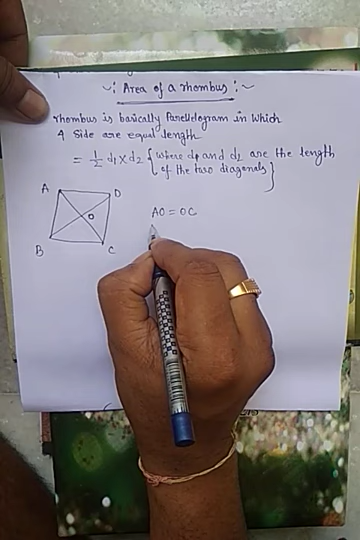 ~: Area of a rhombus :~
rhombus is basically Parellelogram in which
4 Side are equal length
= 1/2 d1 x d2 {where d1 and d2 are the length
of the two diagonals}
A D
O
B C
AO = OC